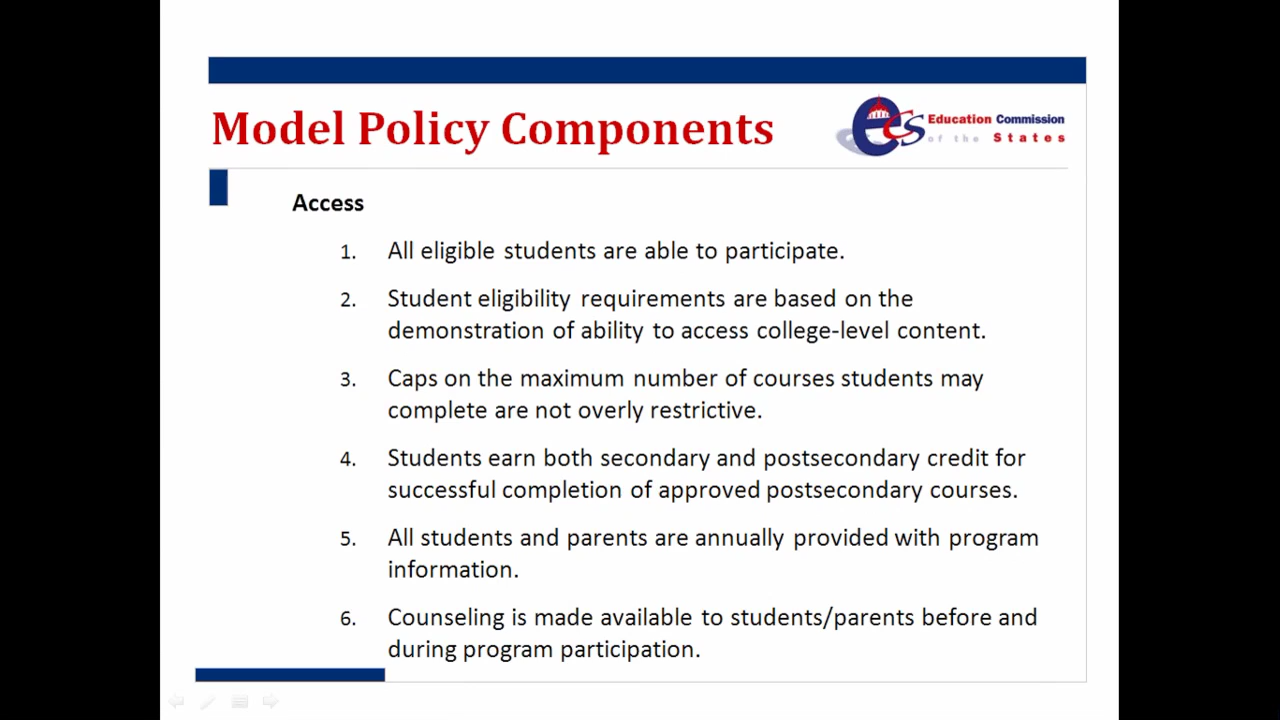 Model Policy Components
eCS Education Commission
of the States
Access
1. All eligible students are able to participate.
2. Student eligibility requirements are based on the
demonstration of ability to access college-level content.
3. Caps on the maximum number of courses students may
complete are not overly restrictive.
4. Students earn both secondary and postsecondary credit for
successful completion of approved postsecondary courses.
5. All students and parents are annually provided with program
information.
6. Counseling is made available to students/parents before and
during program participation.